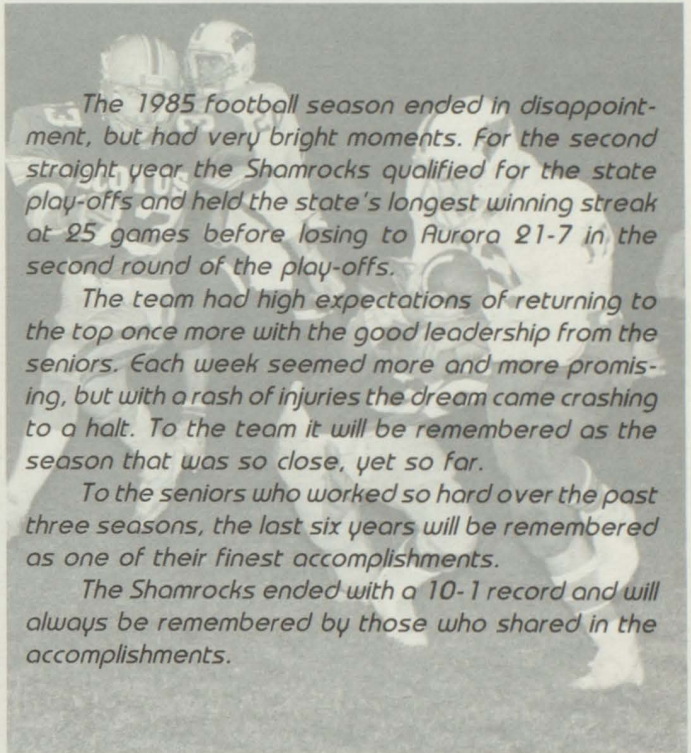 The 1985 football season ended in disappoint-
ment, but had very bright moments. For the second
straight year the Shamrocks qualified for the state
play-offs and held the state's longest winning streak
at 25 games before losing to Aurora 21-7 in the
second round of the play-offs.
The team had high expectations of returning to
the top once more with the good leadership from the
seniors. Each week seemed more and more promis-
ing, but with a rash of injuries the dream came crashing
to a halt. To the team it will be remembered as the
season that was so close, yet so far.
To the seniors who worked so hard over the past
three seasons, the last six years will be remembered
as one of their finest accomplishments.
The Shamrocks ended with a 10-1 record and will
always be remembered by those who shared in the
accomplishments.